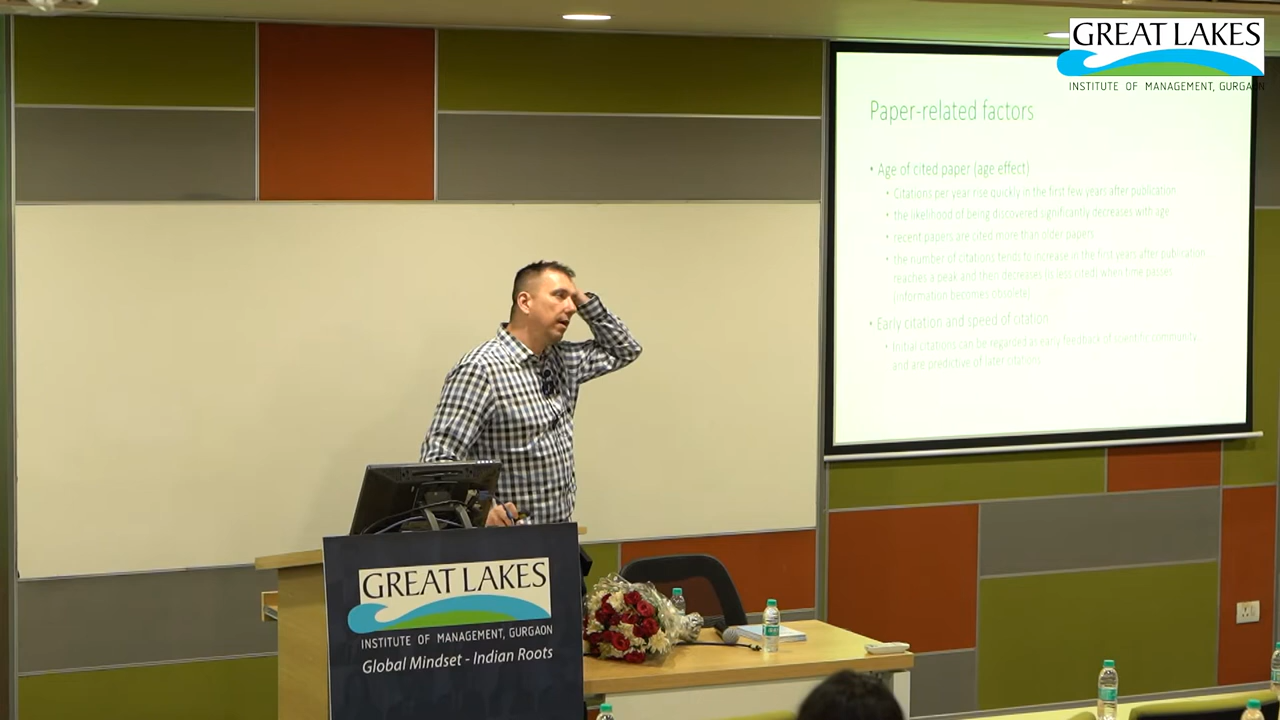 GREAT LAKES
INSTITUTE OF MANAGEMENT, GURGAON
Paper-related factors
• Age of cited paper (age effect)
• Citations per year rise quickly in the first few years after publication
• the likelihood of being discovered significantly decreases with age
• recent papers are cited more than older papers
• the number of citations tends to increase in the first years after publication,
reaches a peak and then decreases (is less cited) when time passes
(information becomes obsolete)
• Early citation and speed of citation
• Initial citations can be regarded as early feedback of scientific community
and are predictive of later citations
GREAT LAKES
INSTITUTE OF MANAGEMENT, GURGAON
Global Mindset - Indian Roots